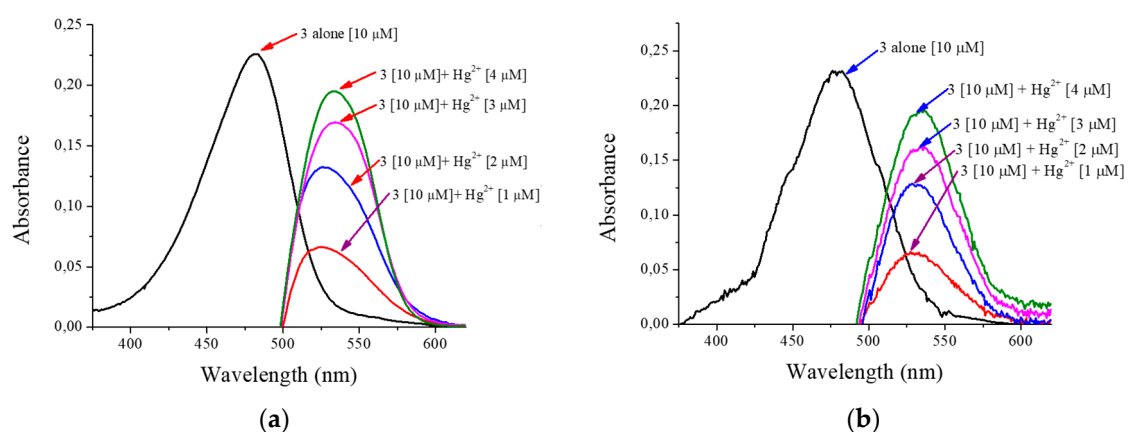 0,25
0,20
0,15
0,10
0,05
0,00
Absorbance
400
450
500
550
600
Wavelength (nm)
3 alone [10 µM]
3 [10 µM]+ Hg²⁺ [4 µM]
3 [10 µM]+ Hg²⁺ [3 µM]
3 [10 µM]+ Hg²⁺ [2 µM]
3 [10 µM]+ Hg²⁺ [1 µM]
(a)
0,25
0,20
0,15
0,10
0,05
0,00
Absorbance
400
450
500
550
600
Wavelength (nm)
3 alone [10 µM]
3 [10 µM] + Hg²⁺ [4 µM]
3 [10 µM] + Hg²⁺ [3 µM]
3 [10 µM] + Hg²⁺ [2 µM]
3 [10 µM] + Hg²⁺ [1 µM]
(b)